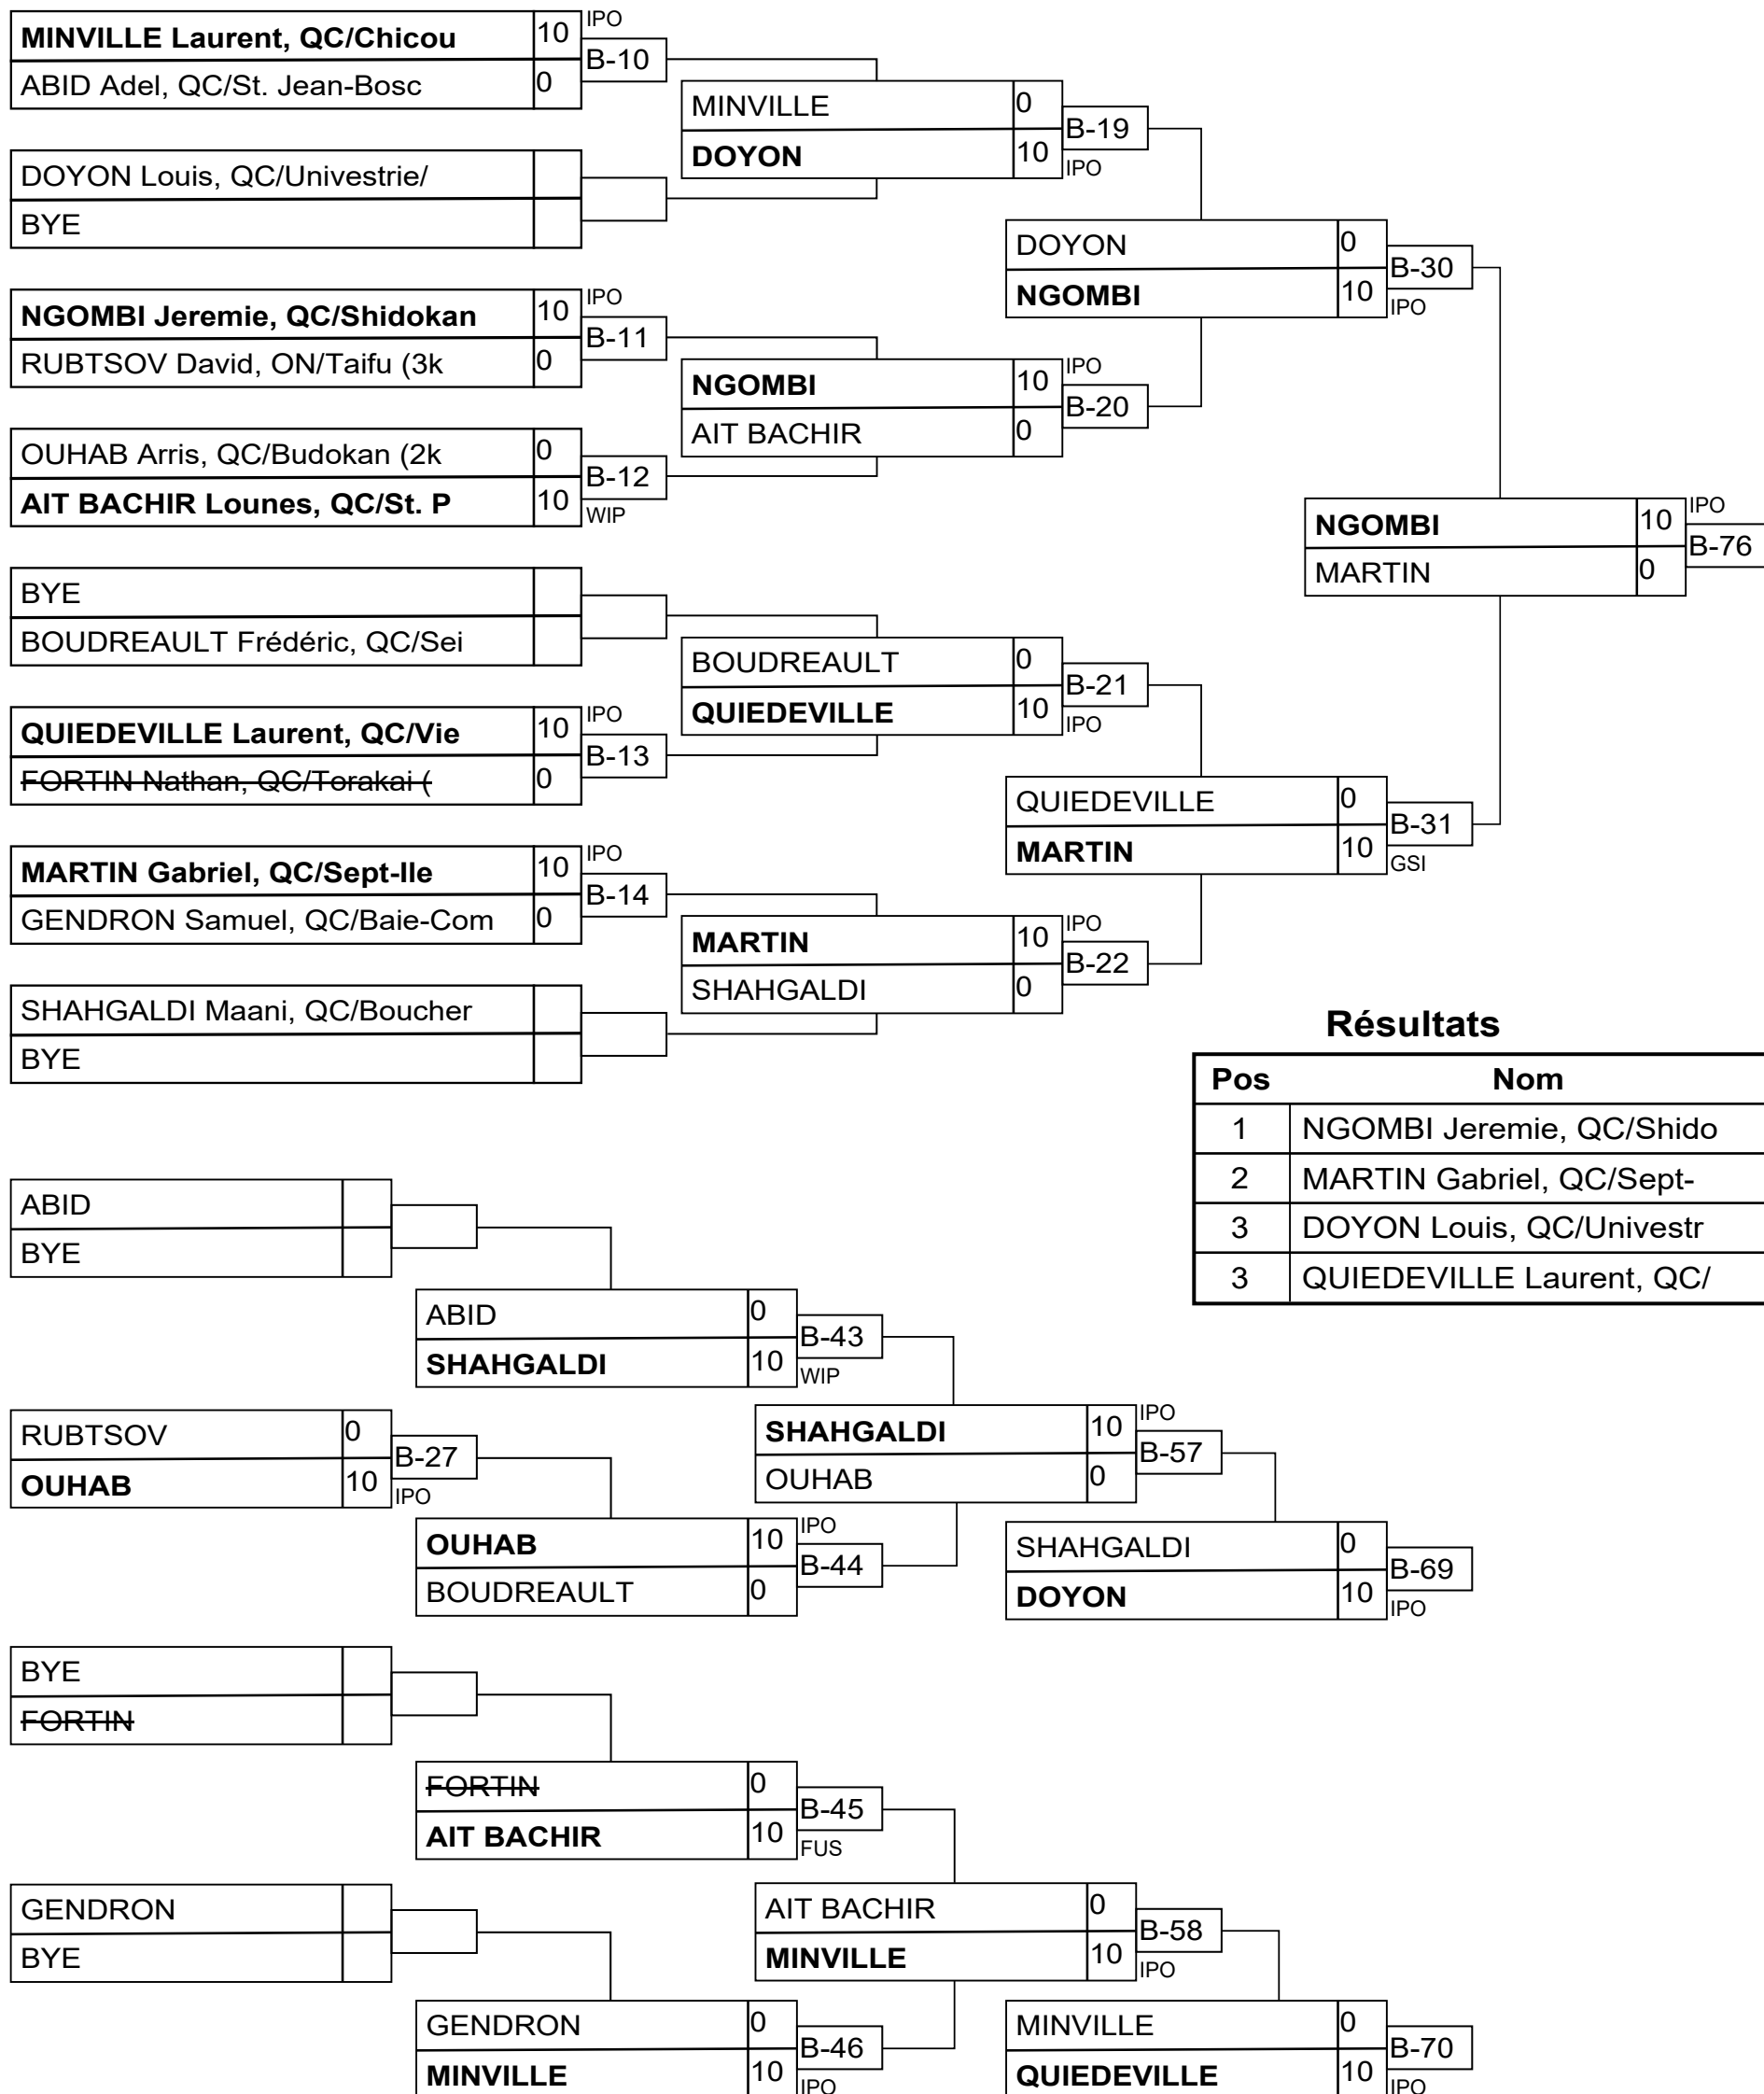 MINVILLE Laurent, QC/Chicou 10 IPO
B-10
ABID Adel, QC/St. Jean-Bosc 0
MINVILLE 0
B-19
DOYON 10 IPO
DOYON Louis, QC/Univestrie/
BYE
DOYON 0
B-30
NGOMBI 10 IPO
NGOMBI Jeremie, QC/Shidokan 10 IPO
B-11
RUBTSOV David, ON/Taifu (3k 0
NGOMBI 10 IPO
B-20
AIT BACHIR 0
OUHAB Arris, QC/Budokan (2k 0
B-12
AIT BACHIR Lounes, QC/St. P 10 WIP
NGOMBI 10 IPO
B-76
MARTIN 0
BYE
BOUDREAULT Frédéric, QC/Sei
BOUDREAULT 0
B-21
QUIEDEVILLE 10 IPO
QUIEDEVILLE Laurent, QC/Vie 10 IPO
B-13
FORTIN Nathan, QC/Torakai ( 0
QUIEDEVILLE 0
B-31
MARTIN 10 GSI
MARTIN Gabriel, QC/Sept-Ile 10 IPO
B-14
GENDRON Samuel, QC/Baie-Com 0
MARTIN 10 IPO
B-22
SHAHGALDI 0
SHAHGALDI Maani, QC/Boucher
BYE
Résultats
Pos Nom
1 NGOMBI Jeremie, QC/Shido
2 MARTIN Gabriel, QC/Sept-
3 DOYON Louis, QC/Univestr
3 QUIEDEVILLE Laurent, QC/
ABID
BYE
ABID 0
B-43
SHAHGALDI 10 WIP
RUBTSOV 0
B-27
OUHAB 10 IPO
SHAHGALDI 10 IPO
B-57
OUHAB 0
OUHAB 10 IPO
B-44
BOUDREAULT 0
SHAHGALDI 0
B-69
DOYON 10 IPO
BYE
FORTIN
FORTIN 0
B-45
AIT BACHIR 10 FUS
GENDRON
BYE
AIT BACHIR 0
B-58
MINVILLE 10 IPO
GENDRON 0
B-46
MINVILLE 10 IPO
MINVILLE 0
B-70
QUIEDEVILLE 10 IPO